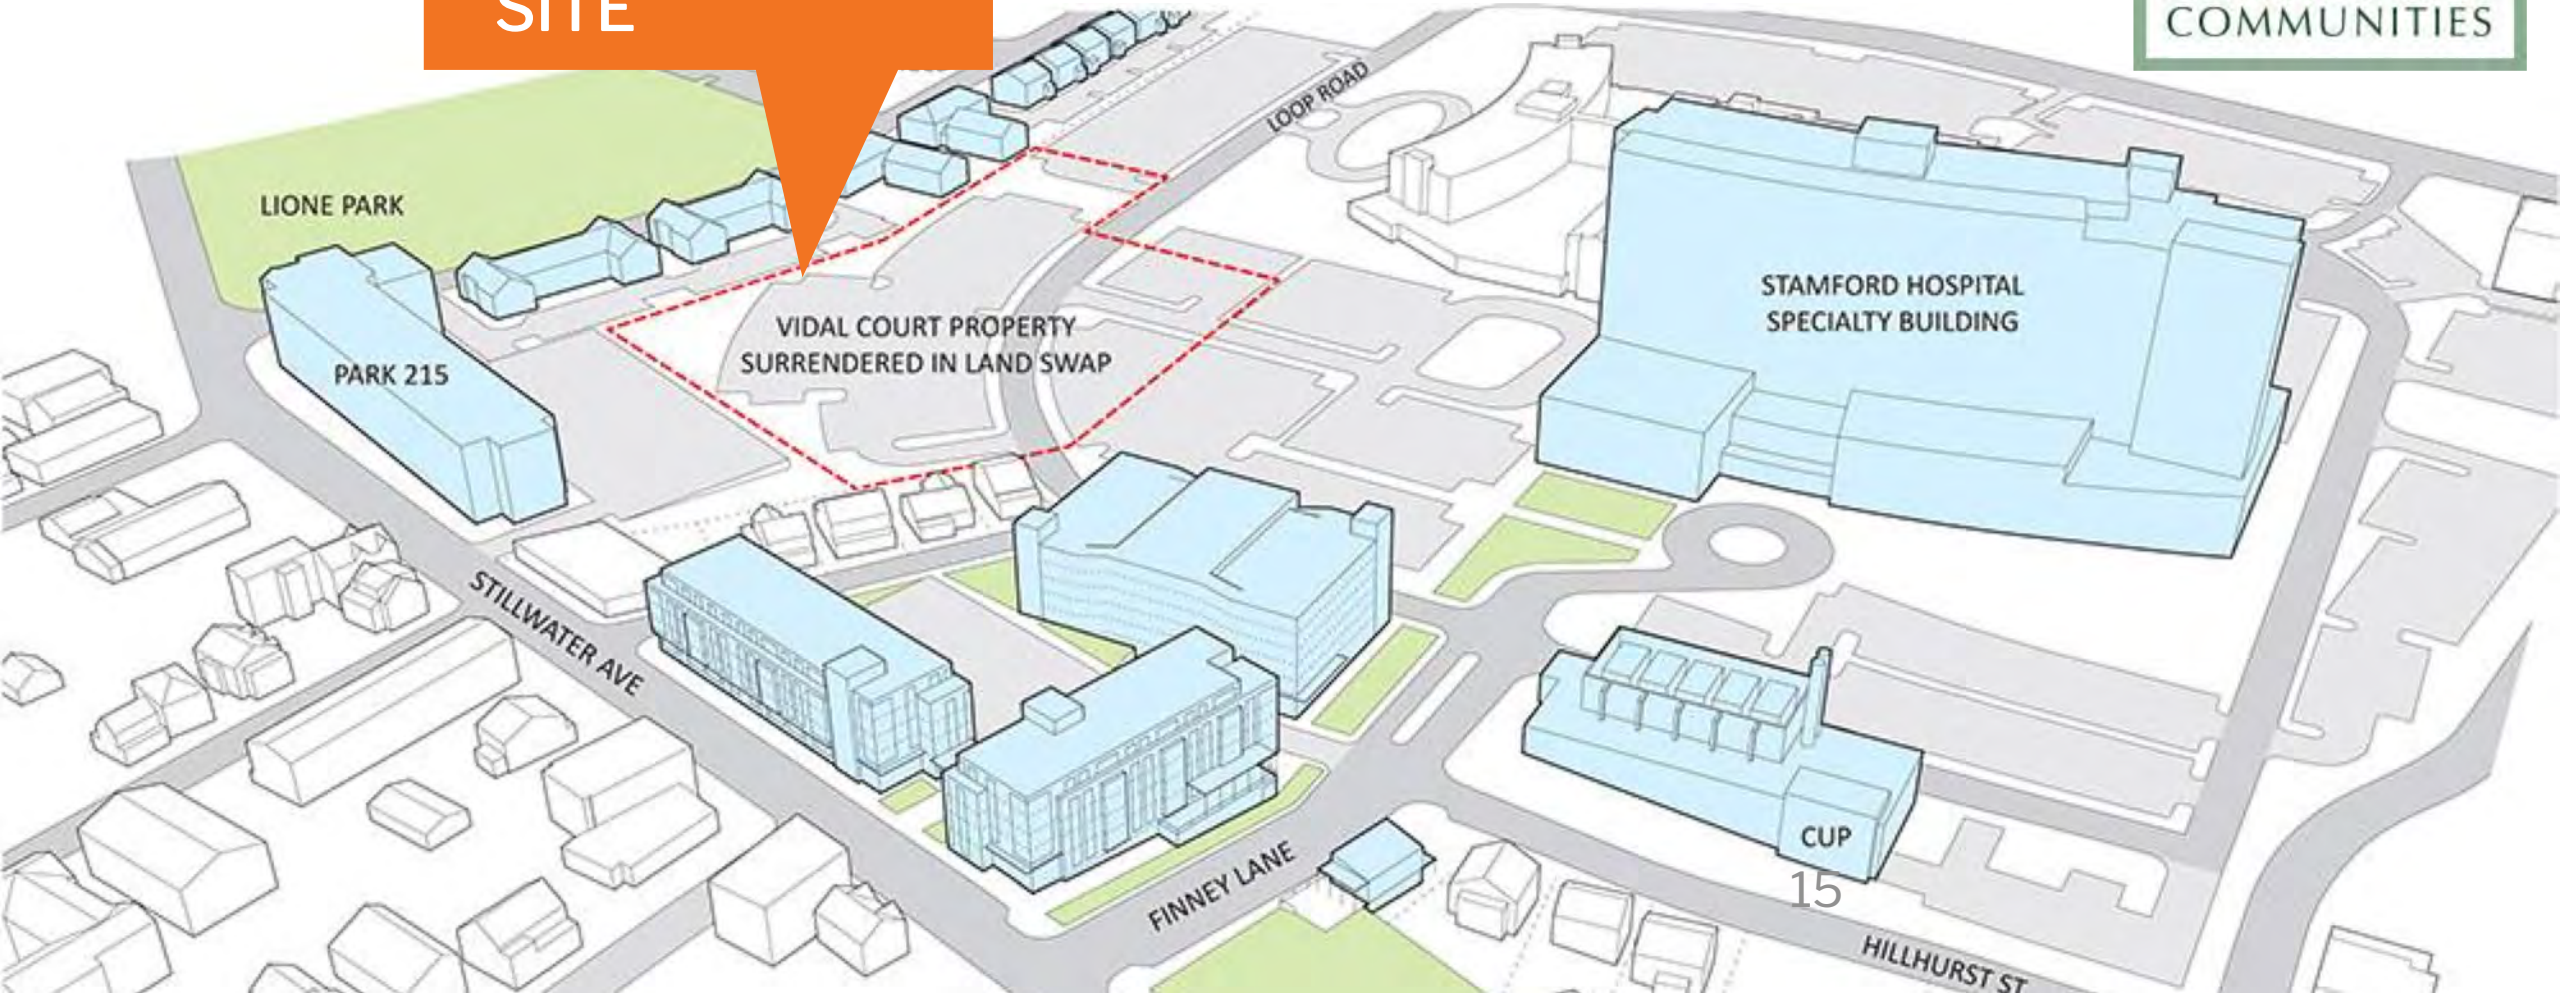 SITE
COMMUNITIES
LOOP ROAD
LIONE PARK
STAMFORD HOSPITAL
SPECIALTY BUILDING
VIDAL COURT PROPERTY
SURRENDERED IN LAND SWAP
PARK 215
STILLWATER AVE
CUP
15
FINNEY LANE
HILLHURST ST